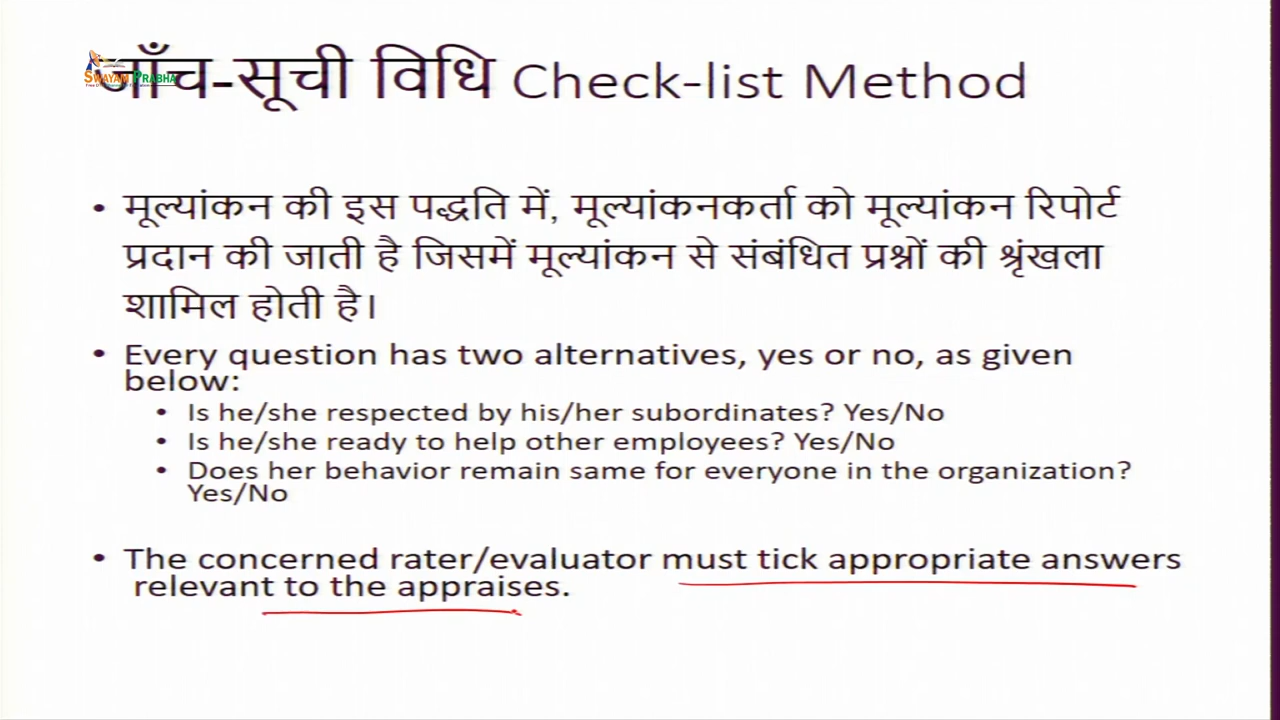 जाँच-सूची विधि Check-list Method
SWAYAM PRABHA
• मूल्यांकन की इस पद्धति में, मूल्यांकनकर्ता को मूल्यांकन रिपोर्ट
प्रदान की जाती है जिसमें मूल्यांकन से संबंधित प्रश्नों की श्रृंखला
शामिल होती है।
• Every question has two alternatives, yes or no, as given
below:
• Is he/she respected by his/her subordinates? Yes/No
• Is he/she ready to help other employees? Yes/No
• Does her behavior remain same for everyone in the organization?
Yes/No
• The concerned rater/evaluator must tick appropriate answers
relevant to the appraises.